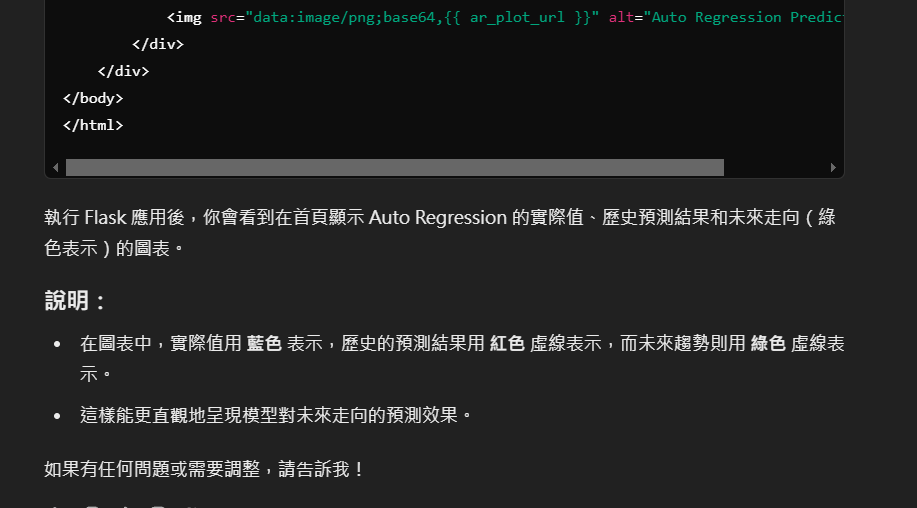 <img src="data:image/png;base64,{{ ar_plot_url }}" alt="Auto Regression Predict
</div>
</div>
</body>
</html>
執行 Flask 應用後，你會看到在首頁顯示 Auto Regression 的實際值、歷史預測結果和未來走向（綠
色表示）的圖表。
說明：
• 在圖表中，實際值用 藍色 表示，歷史的預測結果用 紅色 虛線表示，而未來趨勢則用 綠色 虛線表
示。
• 這樣能更直觀地呈現模型對未來走向的預測效果。
如果有任何問題或需要調整，請告訴我！